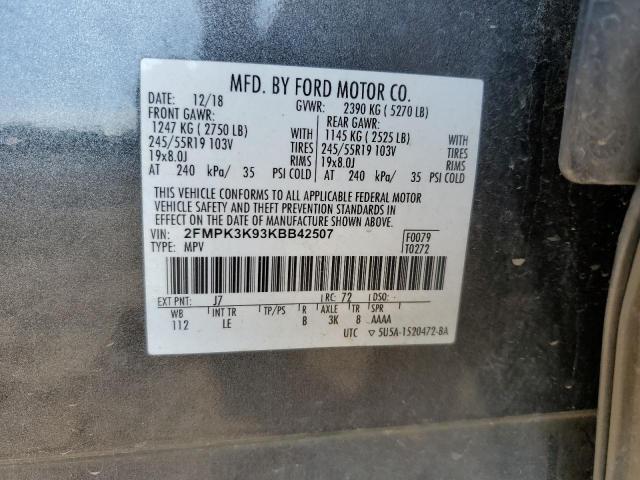 MFD. BY FORD MOTOR CO.
DATE: 12/18 GVWR: 2390 KG ( 5270 LB)
FRONT GAWR: REAR GAWR:
1247 KG ( 2750 LB) WITH 1145 KG ( 2525 LB) WITH
245/55R19 103V TIRES 245/55R19 103V TIRES
19x8.0J RIMS 19x8.0J RIMS
AT 240 kPa/ 35 PSI COLD AT 240 kPa/ 35 PSI COLD
THIS VEHICLE CONFORMS TO ALL APPLICABLE FEDERAL MOTOR
VEHICLE SAFETY AND THEFT PREVENTION STANDARDS IN
EFFECT ON THE DATE OF MANUFACTURE SHOWN ABOVE.
VIN: 2FMPK3K93KBB42507 F0079
TYPE: MPV T0272
EXT PNT: J7 RC: 72 DSO:
WB INT TR TP/PS R AXLE TR SPR
112 LE B 3K 8 AAAA
UTC ▽ 5U5A-1520472-BA